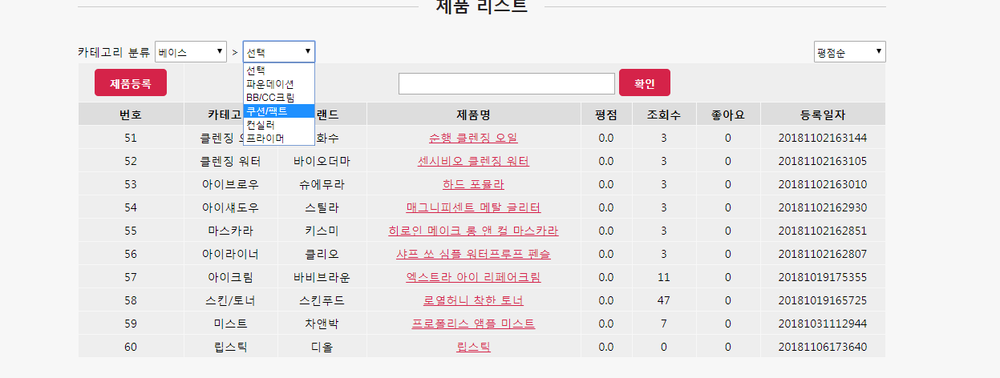 제품 리스트
카테고리 분류 베이스 > 선택 평점순
선택
파운데이션
BB/CC크림
쿠션/팩트
컨실러
프라이머
제품등록 확인
번호 카테고 랜드 제품명 평점 조회수 좋아요 등록일자
51 클렌징 화수 순행 클렌징 오일 0.0 3 0 20181102163144
52 클렌징 워터 바이오더마 센시비오 클렌징 워터 0.0 3 0 20181102163105
53 아이브로우 슈에무라 하드 포뮬라 0.0 3 0 20181102163010
54 아이섀도우 스틸라 매그니피센트 메탈 글리터 0.0 3 0 20181102162930
55 마스카라 키스미 히로인 메이크 롱 앤 컬 마스카라 0.0 3 0 20181102162851
56 아이라이너 클리오 샤프 쏘 심플 워터프루프 펜슬 0.0 3 0 20181102162807
57 아이크림 바비브라운 엑스트라 아이 리페어크림 0.0 11 0 20181019175355
58 스킨/토너 스킨푸드 로열허니 착한 토너 0.0 47 0 20181019165725
59 미스트 차앤박 프로폴리스 앰플 미스트 0.0 7 0 20181031112944
60 립스틱 디올 립스틱 0.0 0 0 20181106173640